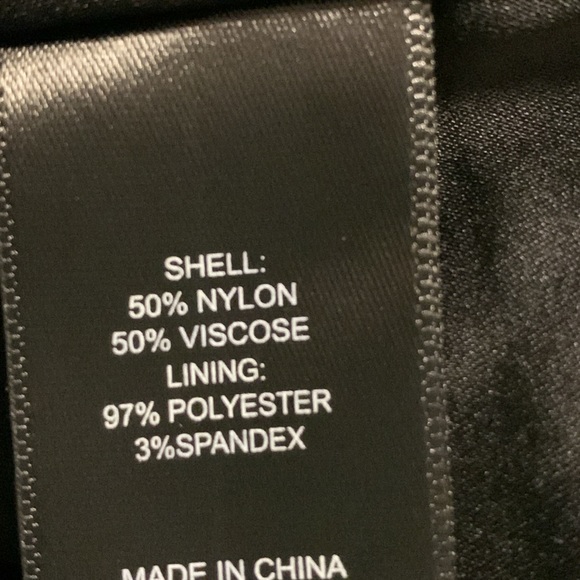 SHELL:
50% NYLON
50% VISCOSE
LINING:
97% POLYESTER
3%SPANDEX
MADE IN CHINA